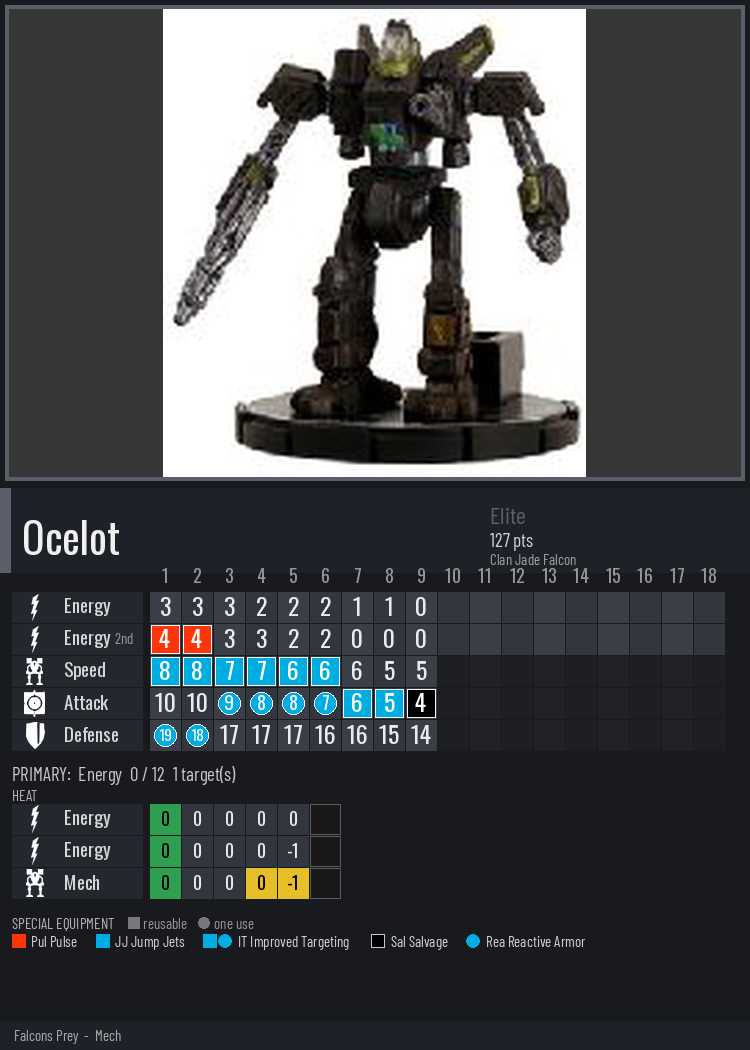 Ocelot
Elite
127 pts
Clan Jade Falcon
1 2 3 4 5 6 7 8 9 10 11 12 13 14 15 16 17 18
Energy 3 3 3 2 2 2 1 1 0
Energy 2nd 4 4 3 3 2 2 0 0 0
Speed 8 8 7 7 6 6 6 5 5
Attack 10 10 9 8 8 7 6 5 4
Defense 19 18 17 17 17 16 16 15 14
PRIMARY: Energy 0 / 12 1 target(s)
HEAT
Energy 0 0 0 0 0
Energy 0 0 0 0 -1
Mech 0 0 0 0 -1
SPECIAL EQUIPMENT reusable one use
Pul Pulse JJ Jump Jets IT Improved Targeting Sal Salvage Rea Reactive Armor
Falcons Prey - Mech